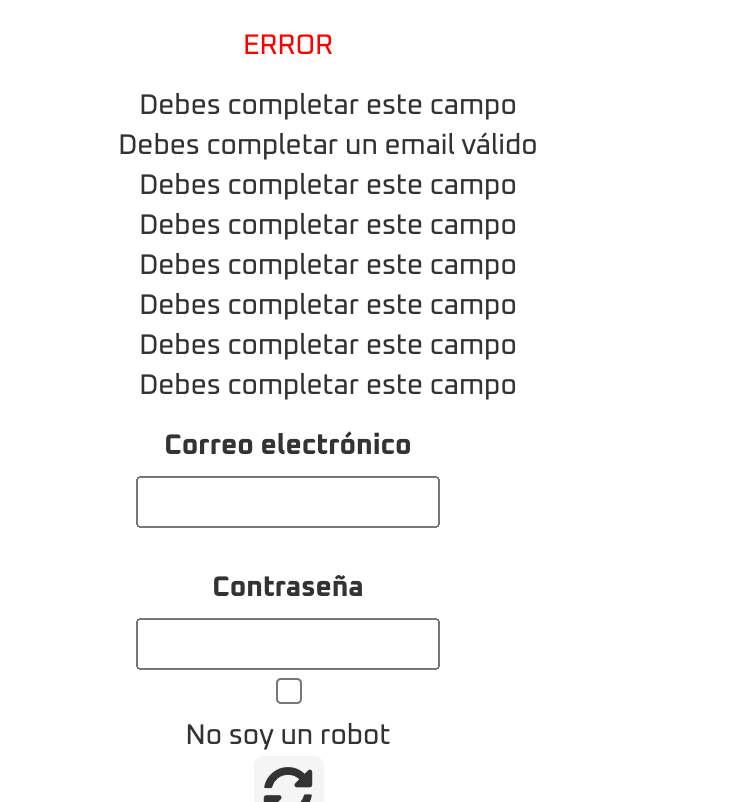 ERROR
Debes completar este campo
Debes completar un email válido
Debes completar este campo
Debes completar este campo
Debes completar este campo
Debes completar este campo
Debes completar este campo
Debes completar este campo
Correo electrónico
Contraseña
No soy un robot